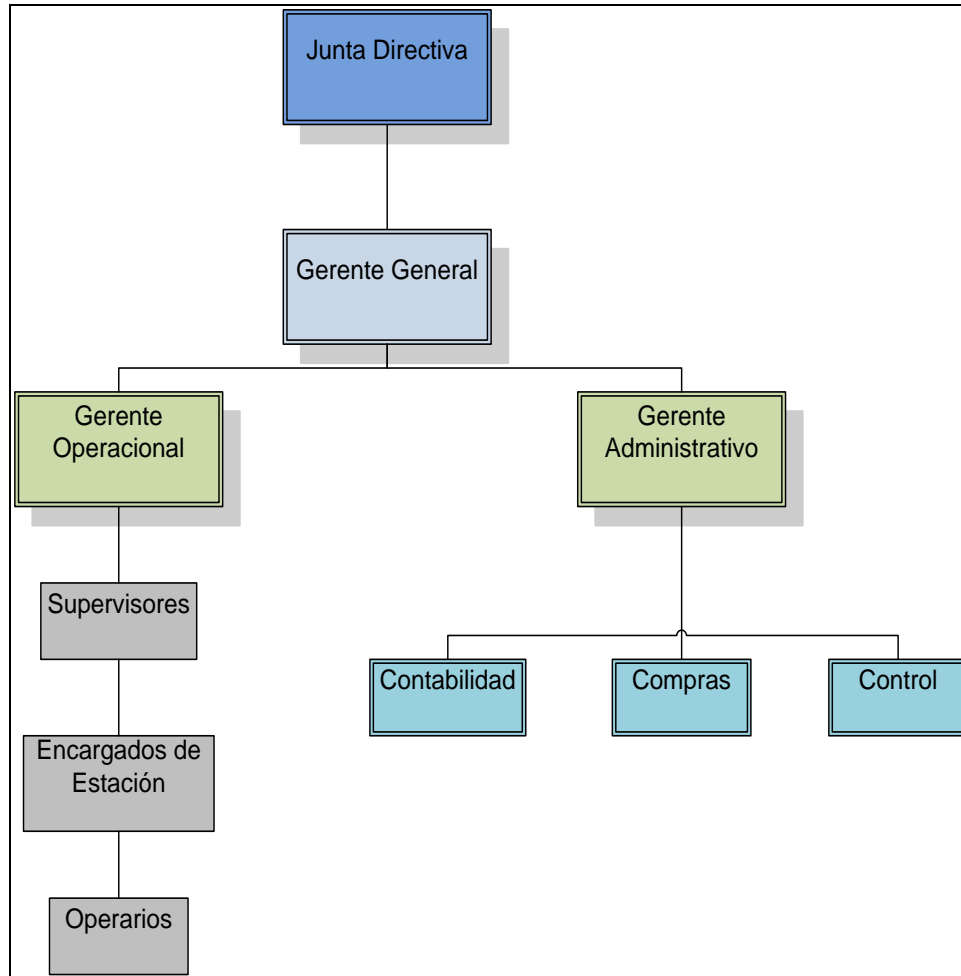 Junta Directiva
Gerente General
Gerente
Operacional
Gerente
Administrativo
Supervisores
Contabilidad
Compras
Control
Encargados de
Estación
Operarios